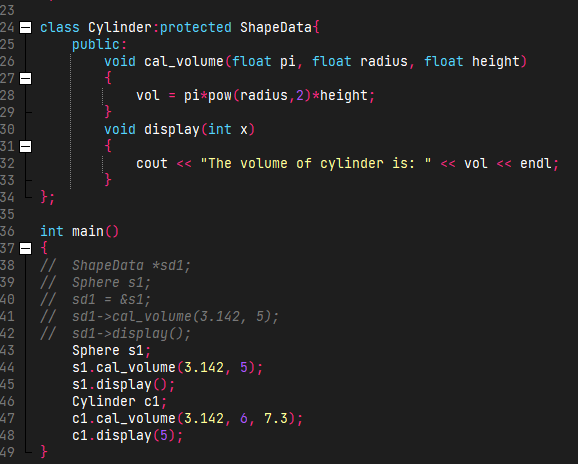 23
24 class Cylinder:protected ShapeData{
25     public:
26         void cal_volume(float pi, float radius, float height)
27         {
28             vol = pi*pow(radius,2)*height;
29         }
30         void display(int x)
31         {
32             cout << "The volume of cylinder is: " << vol << endl;
33         }
34 };
35
36 int main()
37 {
38 //  ShapeData *sd1;
39 //  Sphere s1;
40 //  sd1 = &s1;
41 //  sd1->cal_volume(3.142, 5);
42 //  sd1->display();
43     Sphere s1;
44     s1.cal_volume(3.142, 5);
45     s1.display();
46     Cylinder c1;
47     c1.cal_volume(3.142, 6, 7.3);
48     c1.display(5);
49 }